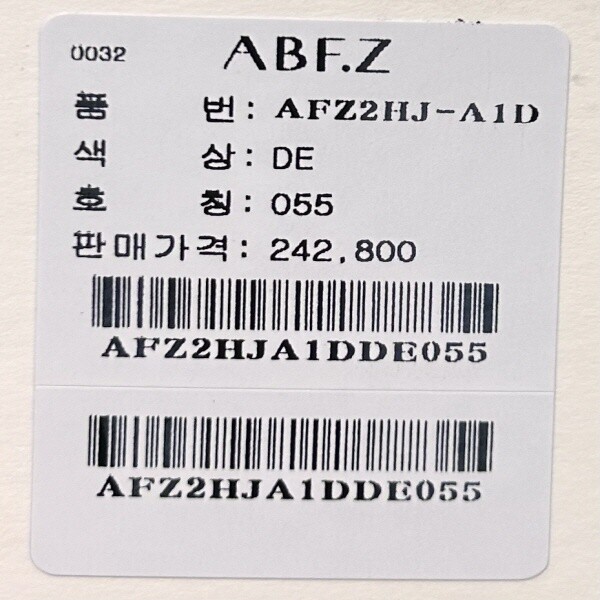 0032 ABF.Z
품 번: AFZ2HJ-A1D
색 상: DE
호 칭: 055
판매가격: 242,800
AFZ2HJA1DDE055
AFZ2HJA1DDE055